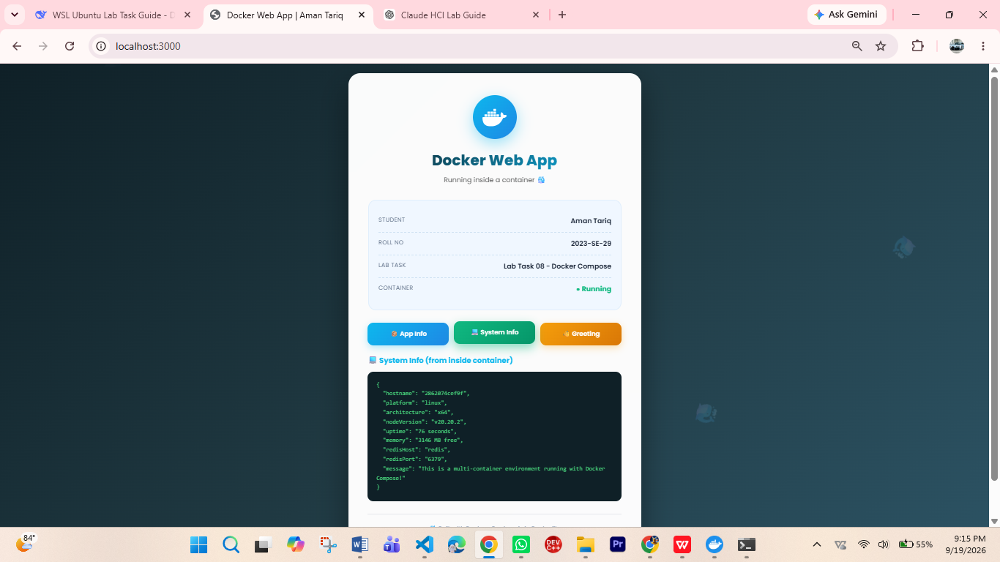 WSL Ubuntu Lab Task Guide - D
Docker Web App | Aman Tariq
Claude HCI Lab Guide
Ask Gemini
localhost:3000
Docker Web App
Running inside a container
STUDENT Aman Tariq
ROLL NO 2023-SE-29
LAB TASK Lab Task 08 - Docker Compose
CONTAINER ● Running
App Info System Info Greeting
System Info (from inside container)
{
"hostname": "2862074cef9f",
"platform": "linux",
"architecture": "x64",
"nodeVersion": "v20.20.2",
"uptime": "76 seconds",
"memory": "3146 MB free",
"redisHost": "redis",
"redisPort": "6379",
"message": "This is a multi-container environment running with Docker
Compose!"
}
84°
DEV
C++
Pr
55%
9:15 PM
9/19/2026